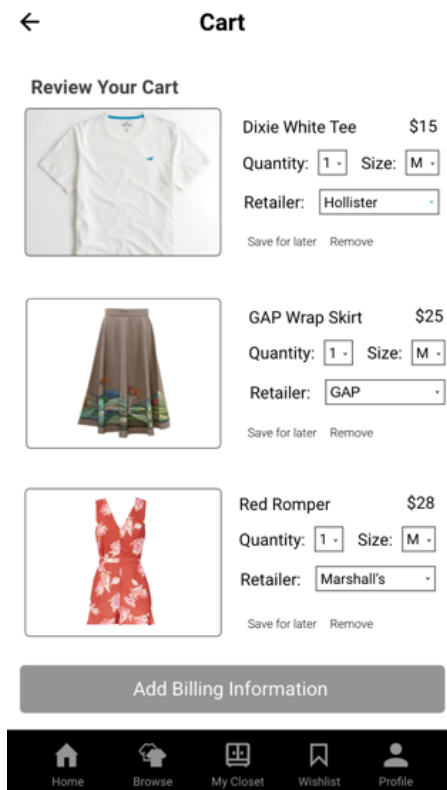 Cart
Review Your Cart
Dixie White Tee $15
Quantity: 1 Size: M
Retailer: Hollister
Save for later Remove
GAP Wrap Skirt $25
Quantity: 1 Size: M
Retailer: GAP
Save for later Remove
Red Romper $28
Quantity: 1 Size: M
Retailer: Marshall's
Save for later Remove
Add Billing Information
Home Browse My Closet Wishlist Profile